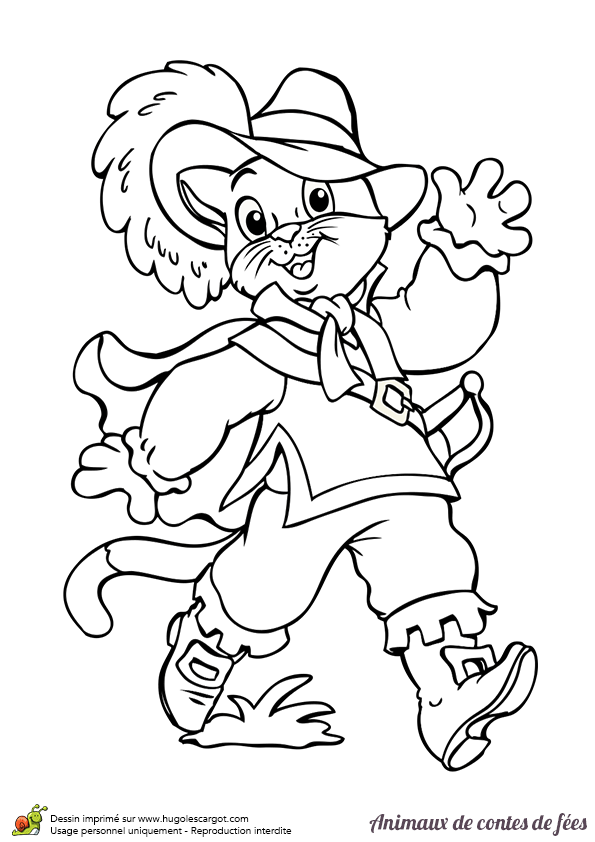 Dessin imprimé sur www.hugolescargot.com
Usage personnel uniquement - Reproduction interdite
Animaux de contes de fées